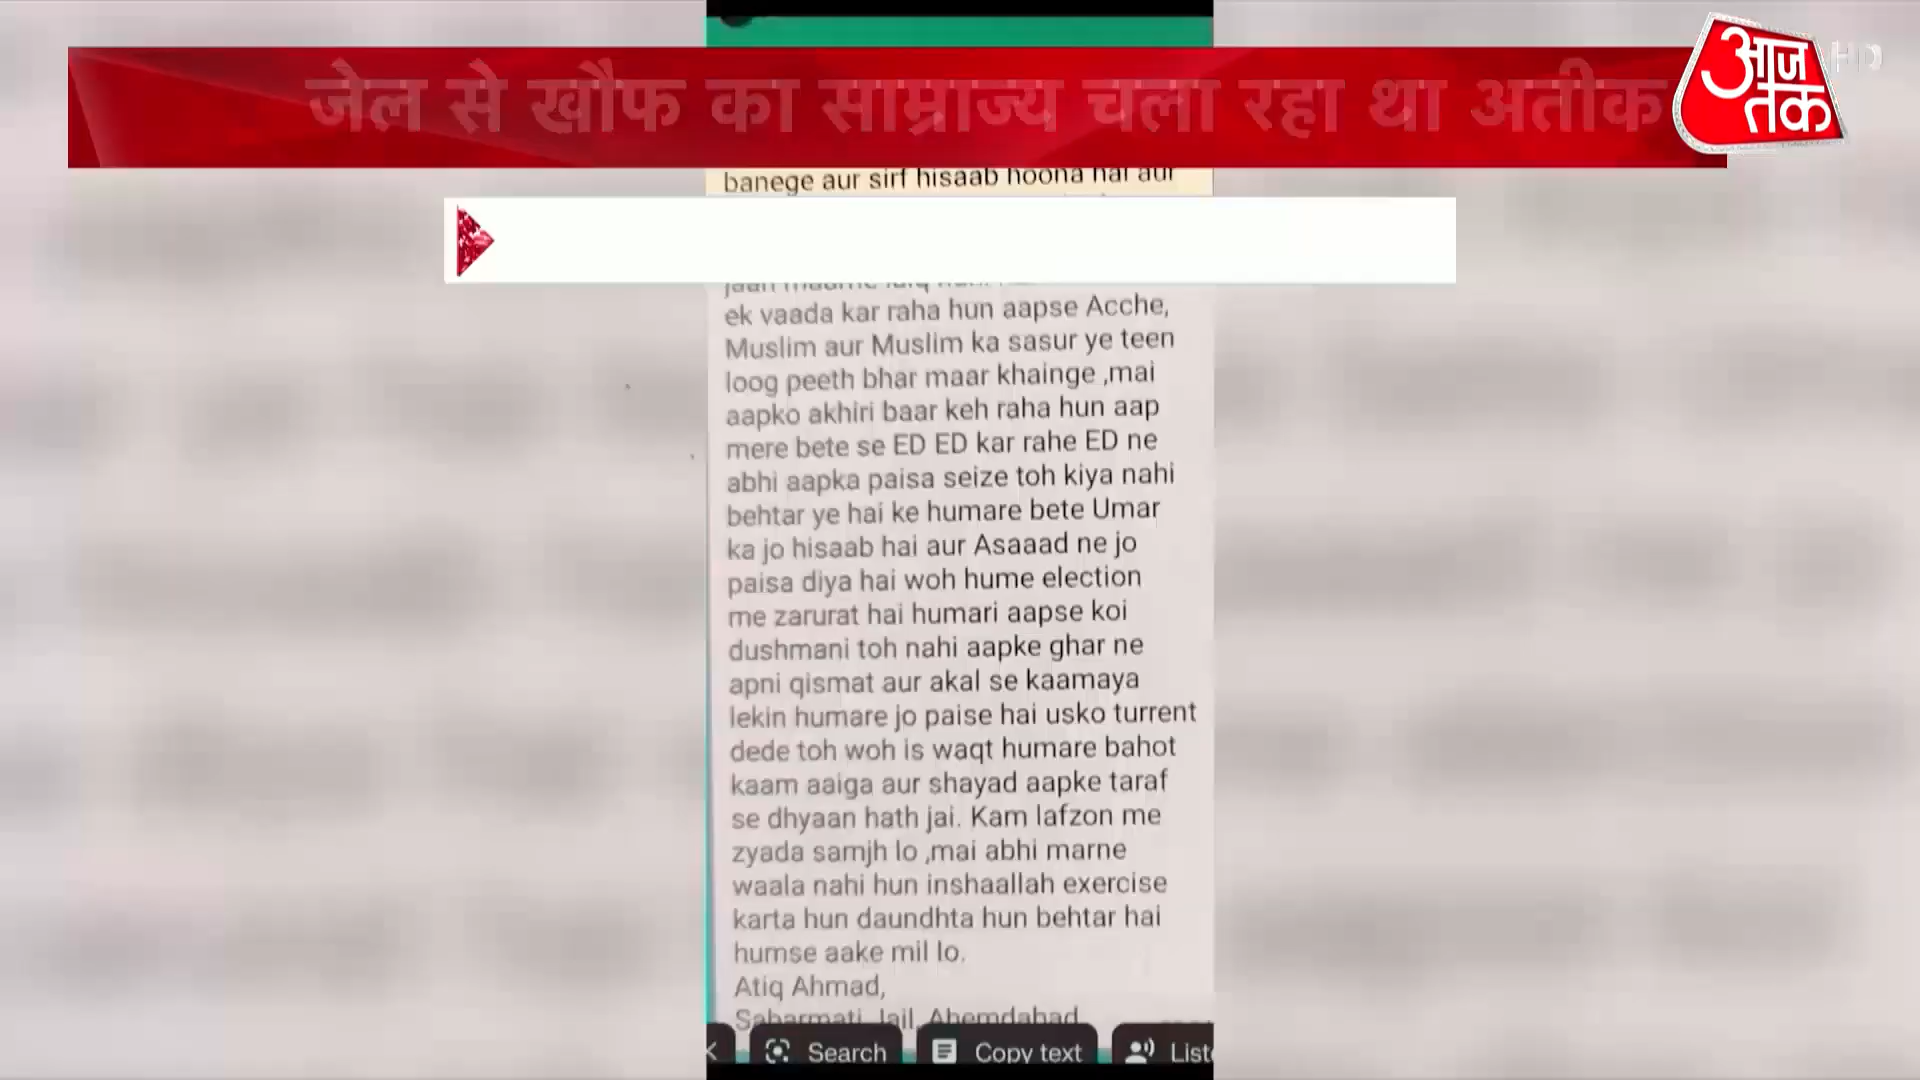 जेल से खौफ का साम्राज्य चला रहा था अतीक
आज
तक
HD
banege aur sirf hisaab hoona hai aur
ek vaada kar raha hun aapse Acche,
Muslim aur Muslim ka sasur ye teen
loog peeth bhar maar khainge ,mai
aapko akhiri baar keh raha hun aap
mere bete se ED ED kar rahe ED ne
abhi aapka paisa seize toh kiya nahi
behtar ye hai ke humare bete Umar
ka jo hisaab hai aur Asaaad ne jo
paisa diya hai woh hume election
me zarurat hai humari aapse koi
dushmani toh nahi aapke ghar ne
apni qismat aur akal se kaamaya
lekin humare jo paise hai usko turrent
dede toh woh is waqt humare bahot
kaam aaiga aur shayad aapke taraf
se dhyaan hath jai. Kam lafzon me
zyada samjh lo ,mai abhi marne
waala nahi hun inshaallah exercise
karta hun daundhta hun behtar hai
humse aake mil lo.
Atiq Ahmad,
Sabarmati Jail, Ahemdabad
Search
Copy text